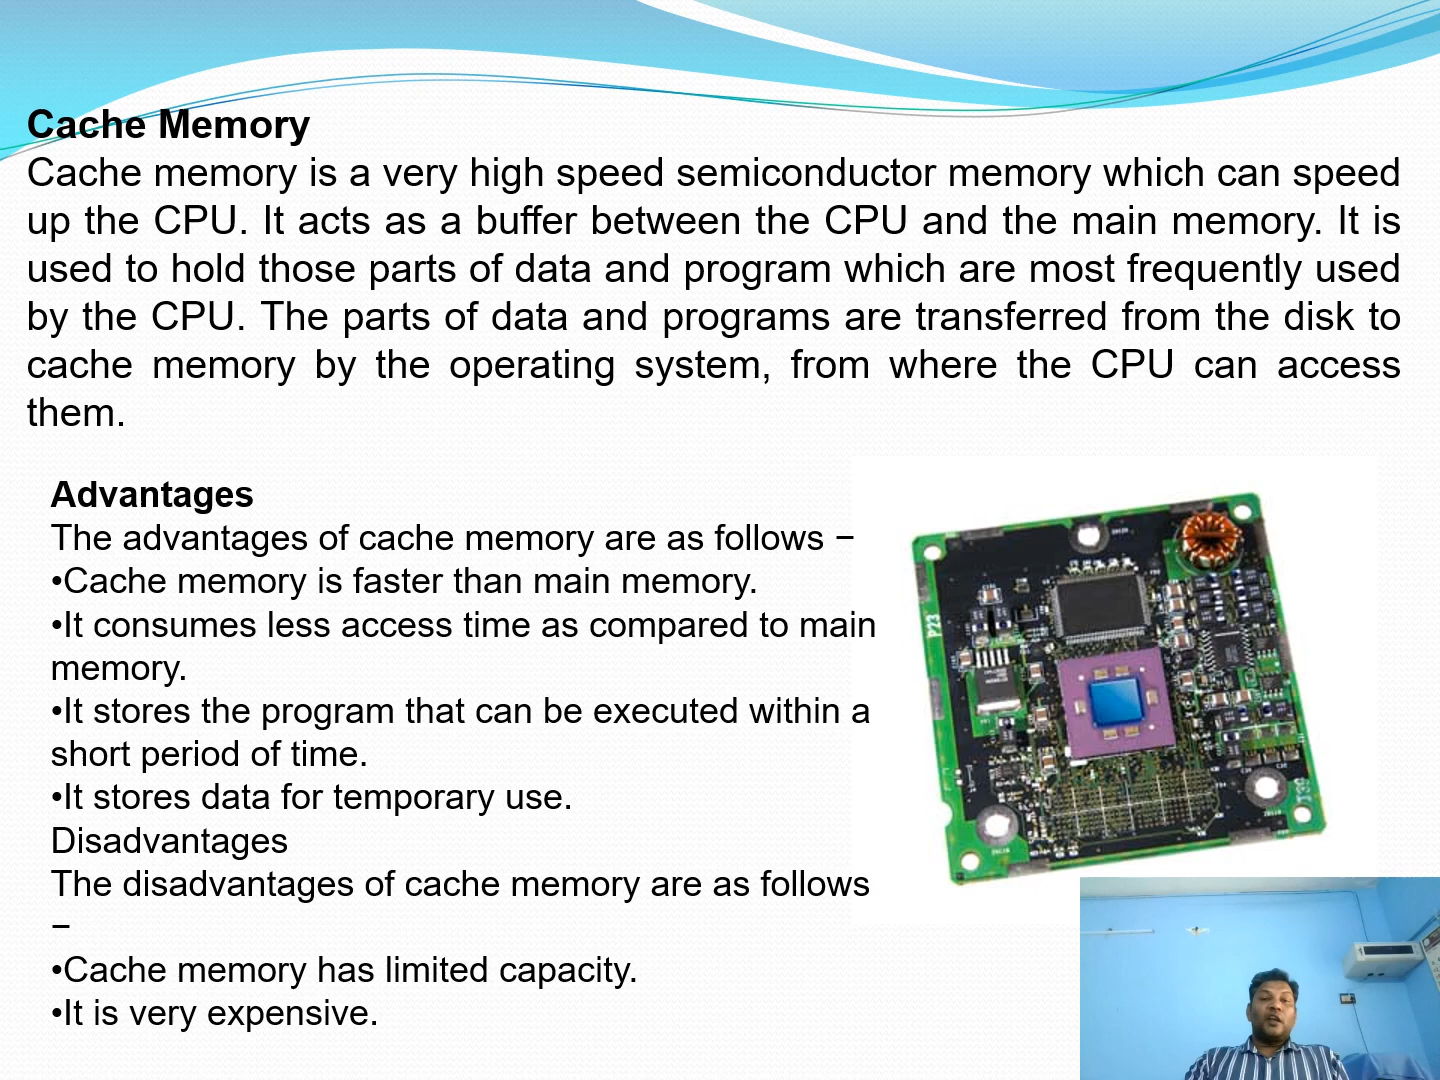 Cache Memory
Cache memory is a very high speed semiconductor memory which can speed
up the CPU. It acts as a buffer between the CPU and the main memory. It is
used to hold those parts of data and program which are most frequently used
by the CPU. The parts of data and programs are transferred from the disk to
cache memory by the operating system, from where the CPU can access
them.
Advantages
The advantages of cache memory are as follows −
•Cache memory is faster than main memory.
•It consumes less access time as compared to main
memory.
•It stores the program that can be executed within a
short period of time.
•It stores data for temporary use.
Disadvantages
The disadvantages of cache memory are as follows
−
•Cache memory has limited capacity.
•It is very expensive.
P23